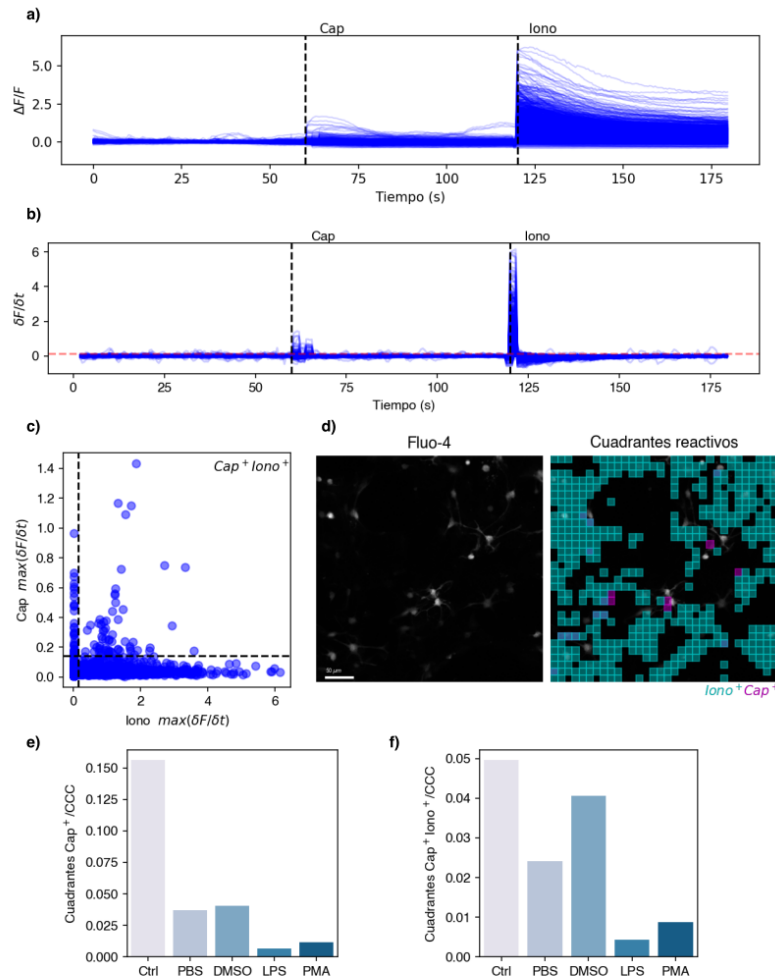 a)
Cap Iono
5.0
2.5
0.0
ΔF/F
0 25 50 75 100 125 150 175
Tiempo (s)
b)
Cap Iono
6
4
2
0
δF/δt
0 25 50 75 100 125 150 175
Tiempo (s)
c)
Cap⁺Iono⁺
1.4
1.2
1.0
0.8
0.6
0.4
0.2
0.0
Cap max(δF/δt)
0 2 4 6
Iono max(δF/δt)
d)
Fluo-4 Cuadrantes reactivos
50 μm
Iono⁺Cap⁺
e)
0.150
0.125
0.100
0.075
0.050
0.025
0.000
Cuadrantes Cap⁺/CCC
Ctrl PBS DMSO LPS PMA
f)
0.05
0.04
0.03
0.02
0.01
0.00
Cuadrantes Cap⁺Iono⁺/CCC
Ctrl PBS DMSO LPS PMA